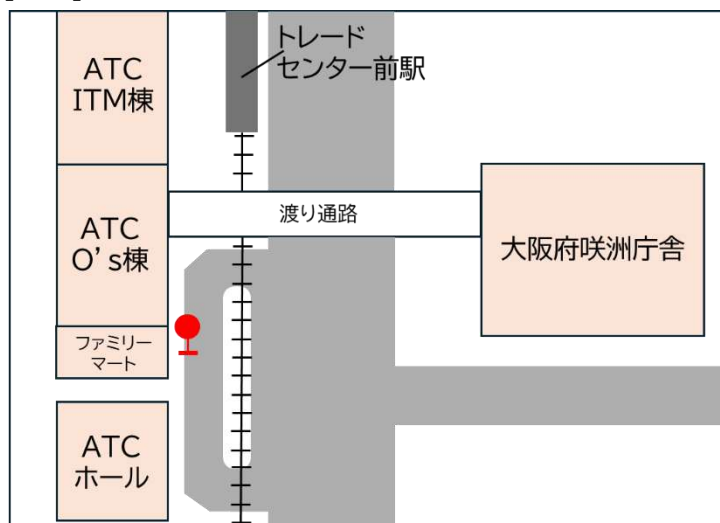 ATC
ITM棟
トレード
センター前駅
ATC
O’s棟
渡り通路
大阪府咲洲庁舎
ファミリー
マート
ATC
ホール